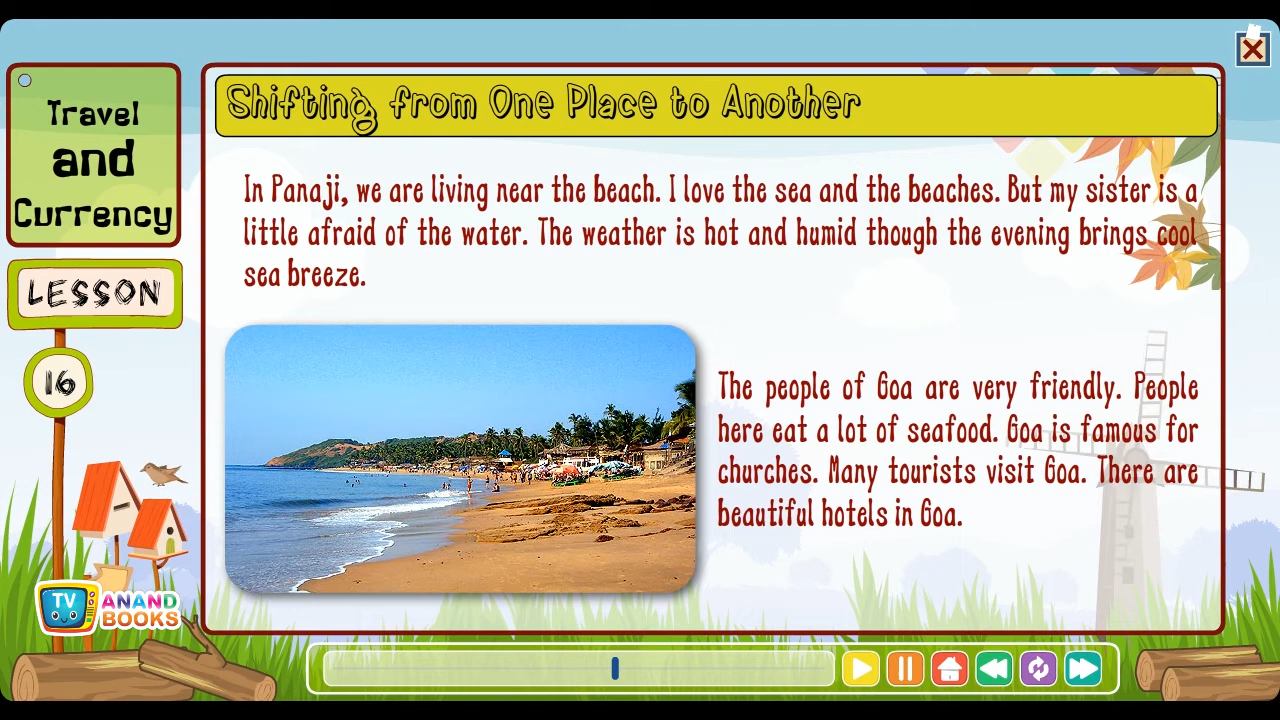 Travel
and
Currency
LESSON
16
Shifting from One Place to Another
In Panaji, we are living near the beach. I love the sea and the beaches. But my sister is a
little afraid of the water. The weather is hot and humid though the evening brings cool
sea breeze.
The people of Goa are very friendly. People
here eat a lot of seafood. Goa is famous for
churches. Many tourists visit Goa. There are
beautiful hotels in Goa.
TV
ANAND
BOOKS